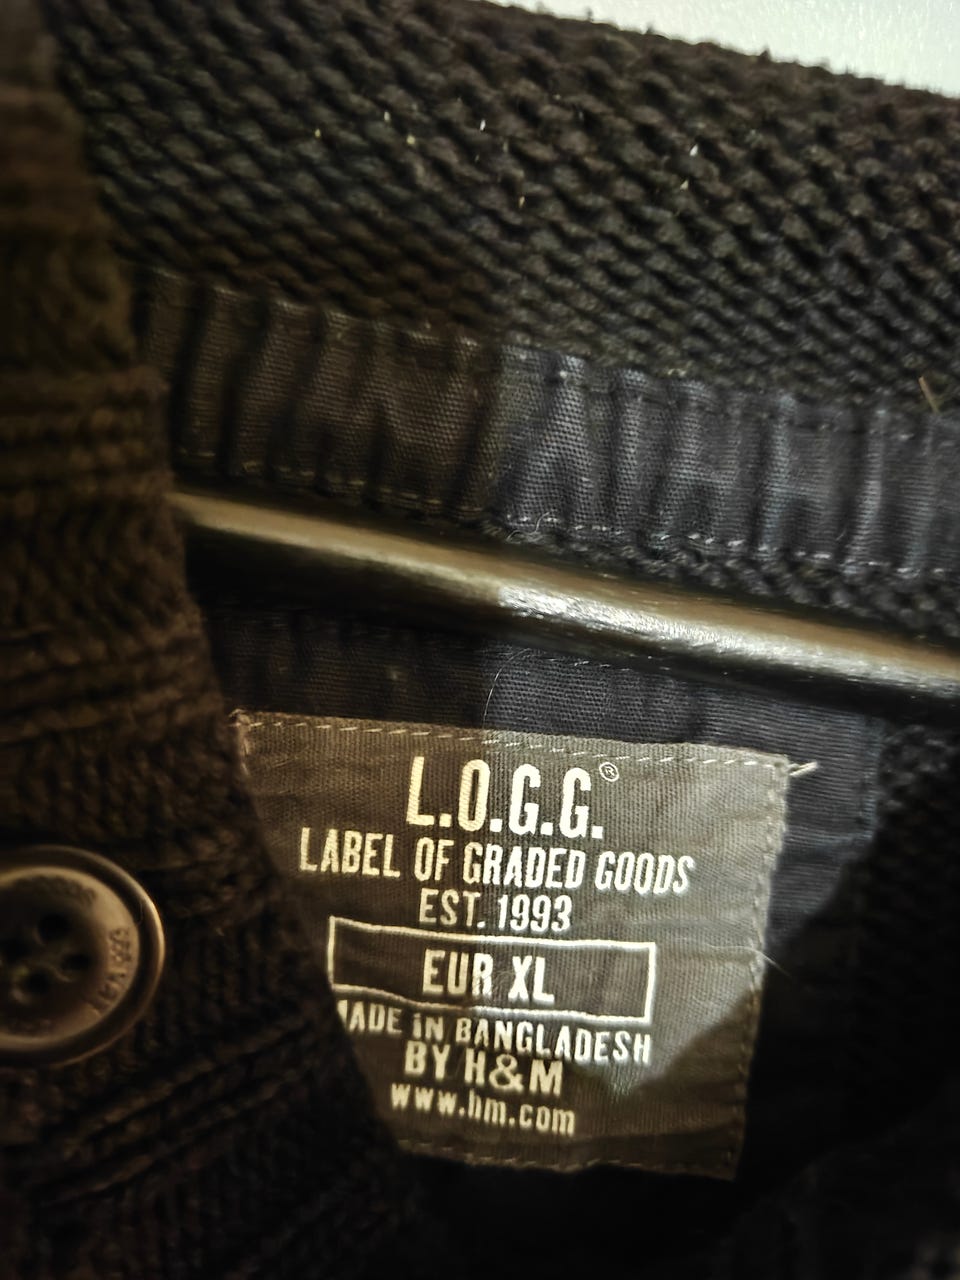 L.O.G.G.®
LABEL OF GRADED GOODS
EST. 1993
EUR XL
MADE IN BANGLADESH
BY H&M
www.hm.com